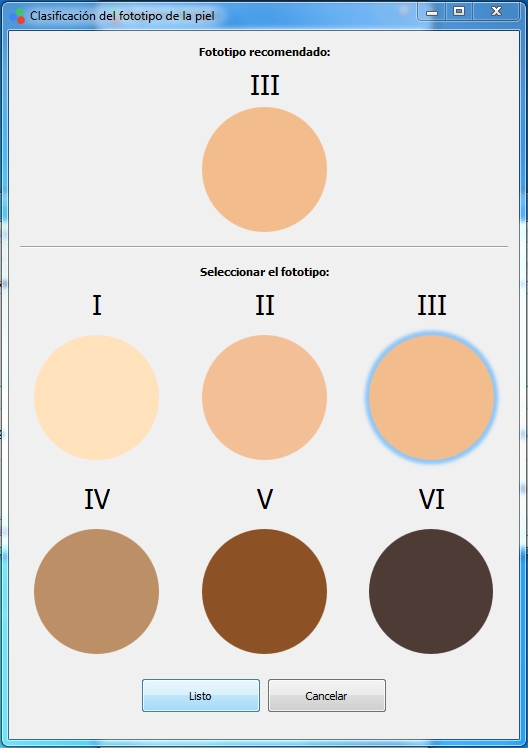 Clasificación del fototipo de la piel
Fototipo recomendado:
III
Seleccionar el fototipo:
I II III
IV V VI
Listo Cancelar